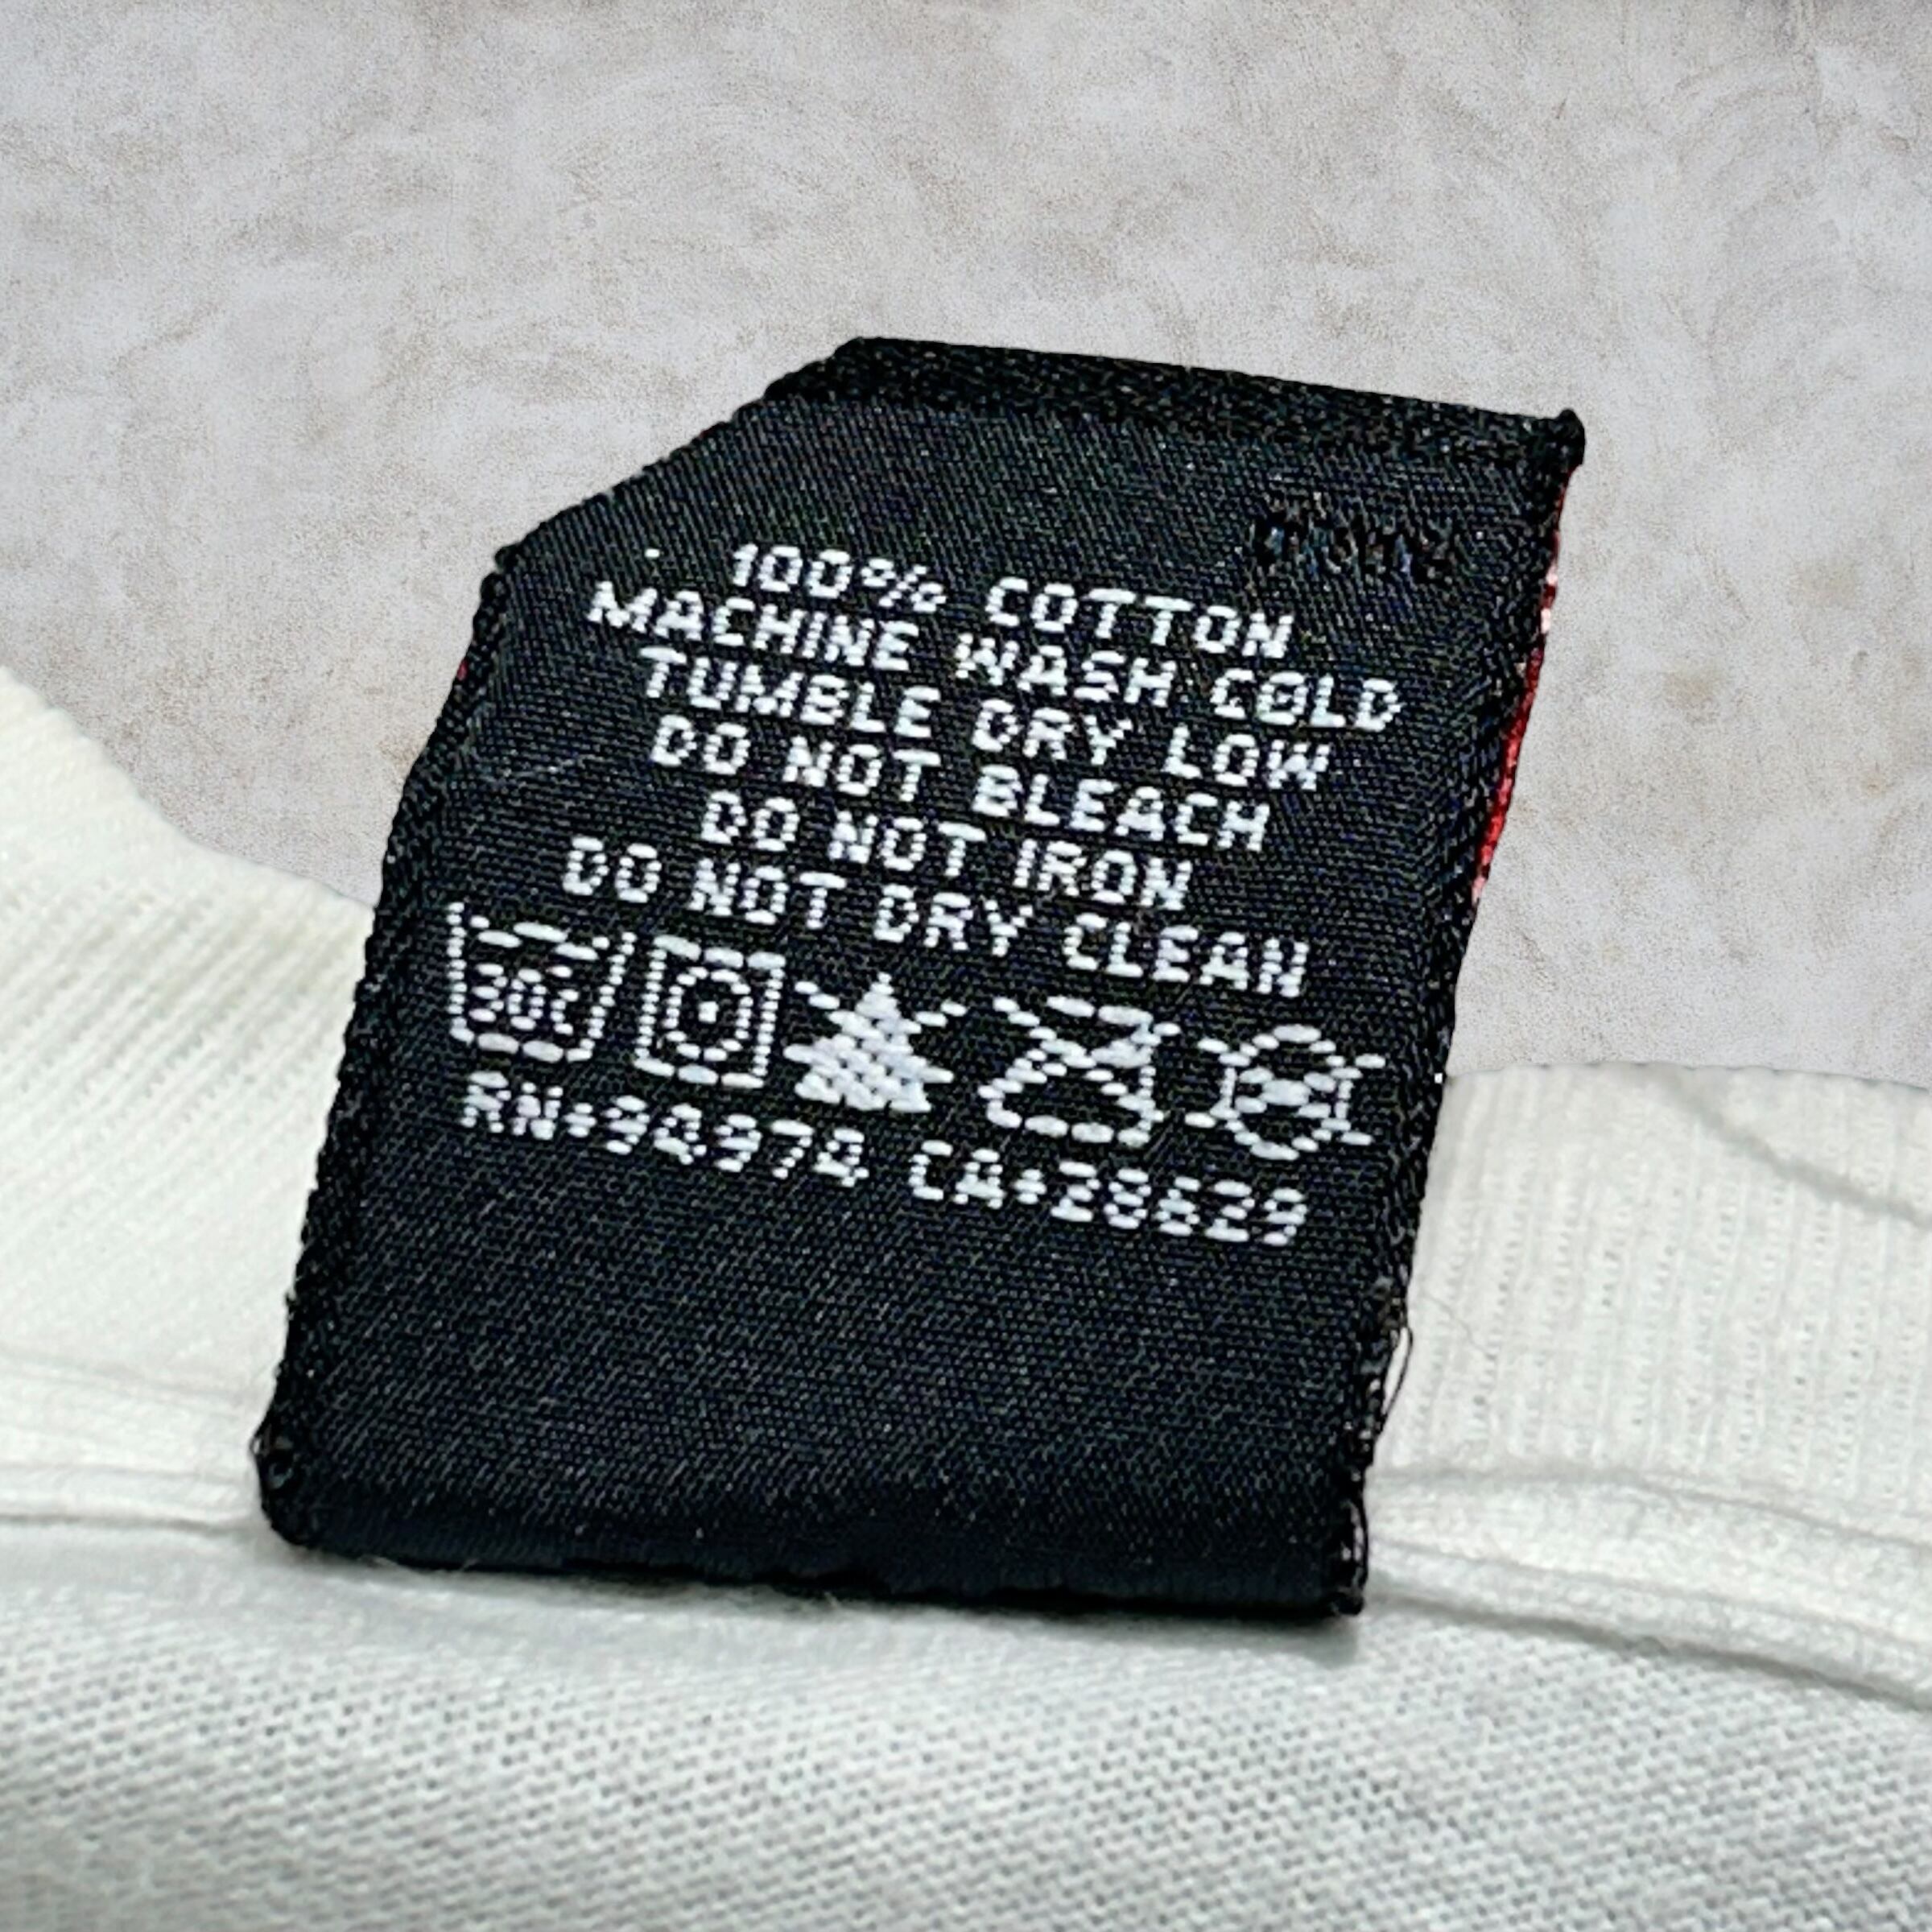 100% COTTON
MACHINE WASH COLD
TUMBLE DRY LOW
DO NOT BLEACH
DO NOT IRON
DO NOT DRY CLEAN
30c
RN#94974 CA#28629